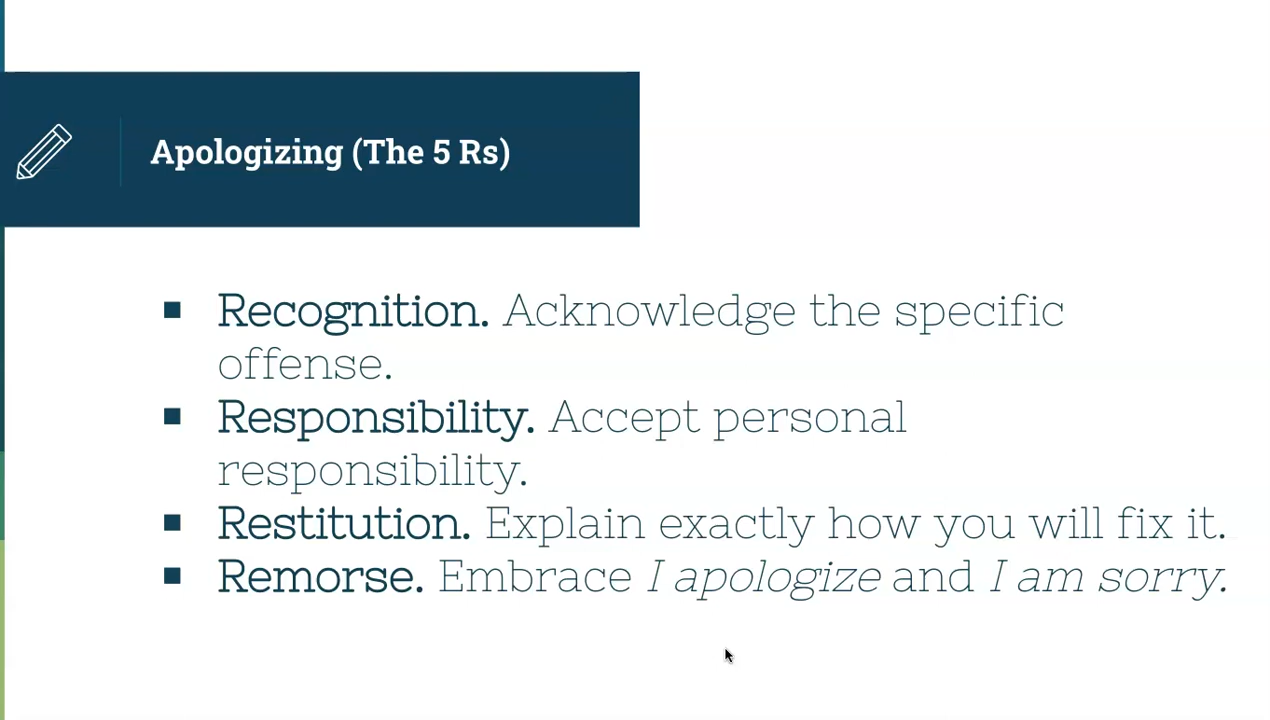 Apologizing (The 5 Rs)
▪ Recognition. Acknowledge the specific
offense.
▪ Responsibility. Accept personal
responsibility.
▪ Restitution. Explain exactly how you will fix it.
▪ Remorse. Embrace I apologize and I am sorry.